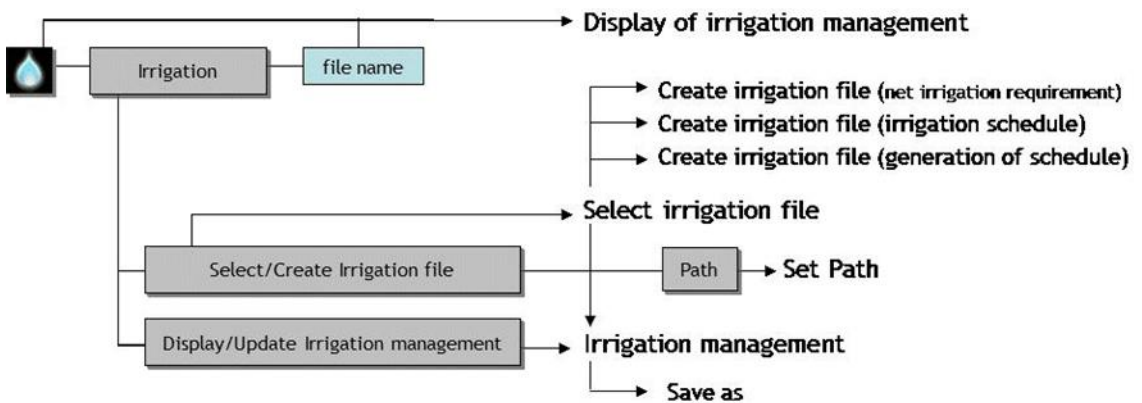 Display of irrigation management
Irrigation
file name
Create irrigation file (net irrigation requirement)
Create irrigation file (irrigation schedule)
Create irrigation file (generation of schedule)
Select irrigation file
Select/Create Irrigation file
Path
Set Path
Display/Update Irrigation management
Irrigation management
Save as